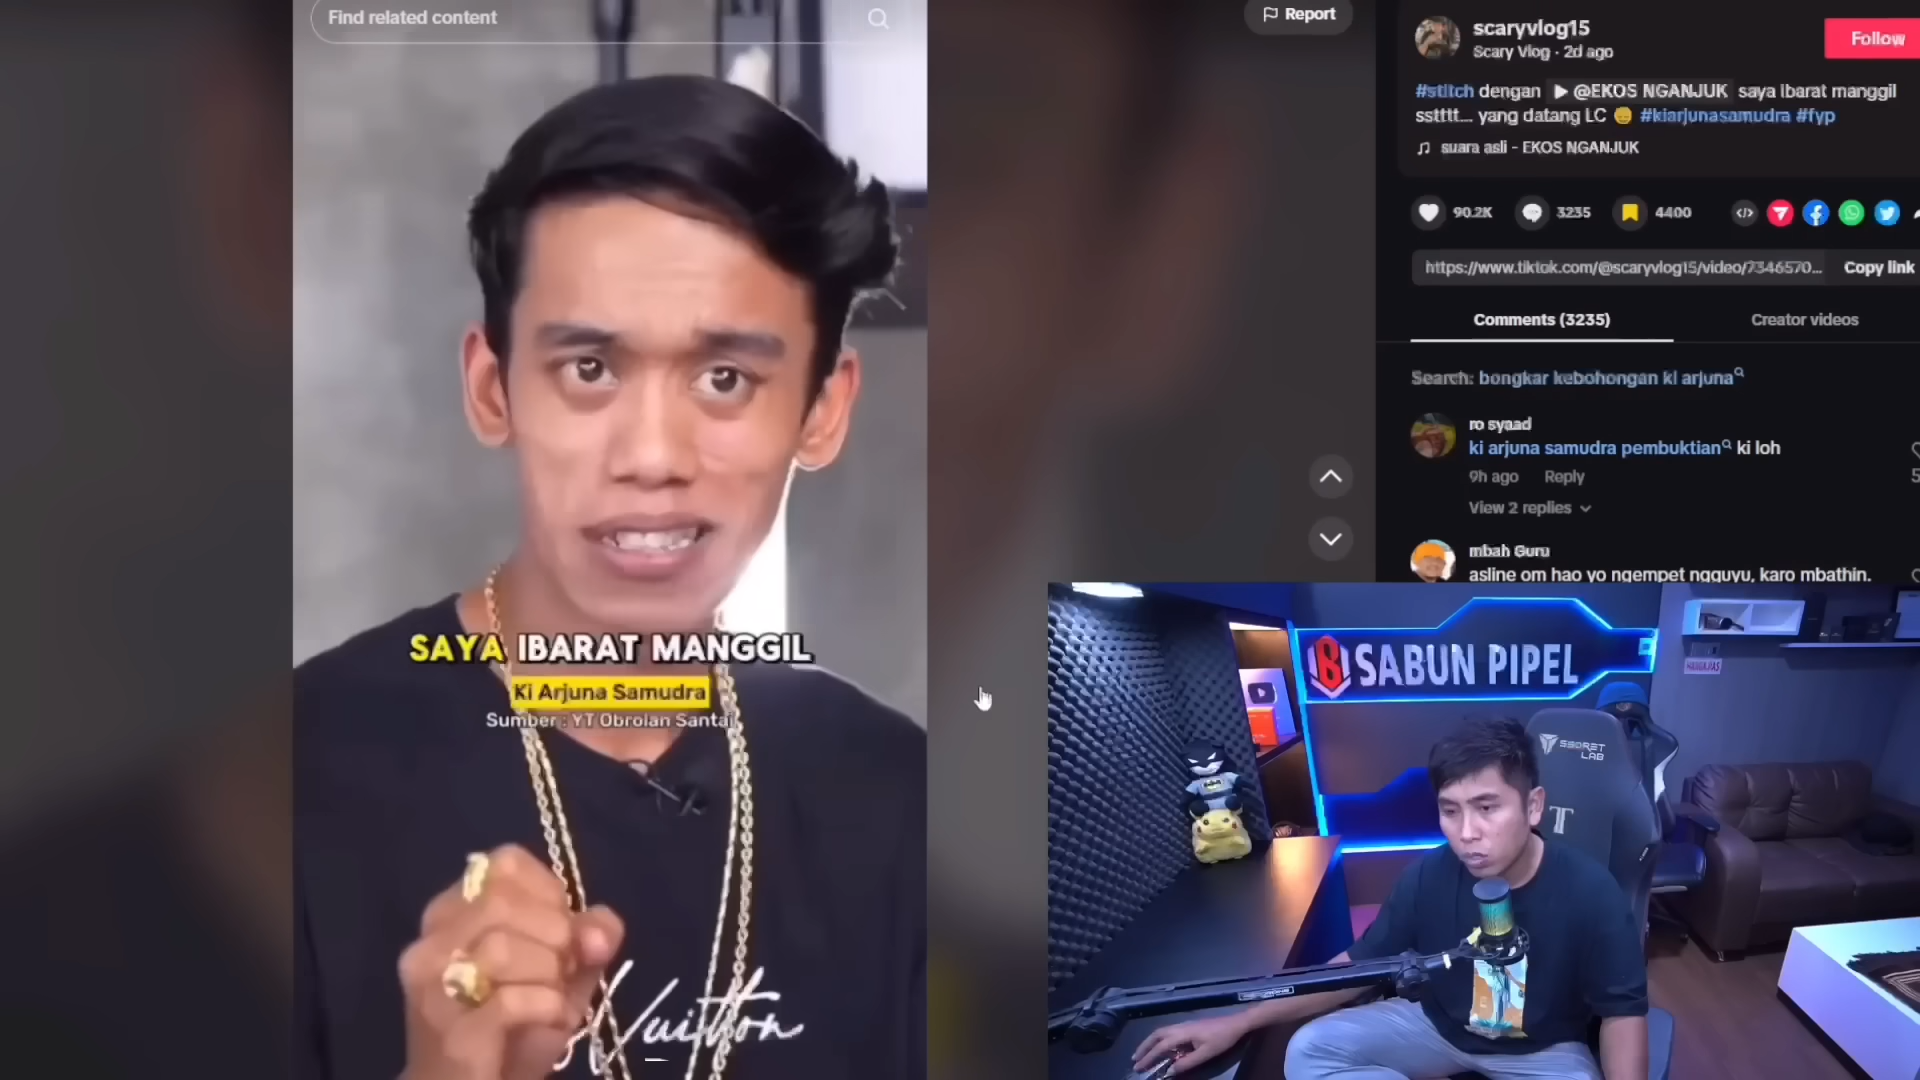 Find related content
Report
SAYA IBARAT MANGGIL
Ki Arjuna Samudra
Sumber : YT Obrolan Santai
Vuitton
scaryvlog15
Scary Vlog · 2d ago
Follow
#stitch dengan ▶ @EKOS NGANJUK saya ibarat manggil
sstttt... yang datang LC 😑 #kiarjunasamudra #fyp
♫ suara asli - EKOS NGANJUK
90.2K 3235 4400
https://www.tiktok.com/@scaryvlog15/video/7346570... Copy link
Comments (3235) Creator videos
Search: bongkar kebohongan ki arjuna
ro syaad
ki arjuna samudra pembuktian ki loh
9h ago Reply
View 2 replies
mbah Guru
asline om hao yo ngempet ngguyu, karo mbathin.
SABUN PIPEL
SECRET
LAB